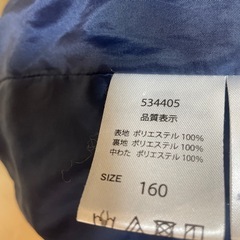 534405
品質表示
表地 ポリエステル 100%
裏地 ポリエステル 100%
中わた ポリエステル 100%
SIZE 160